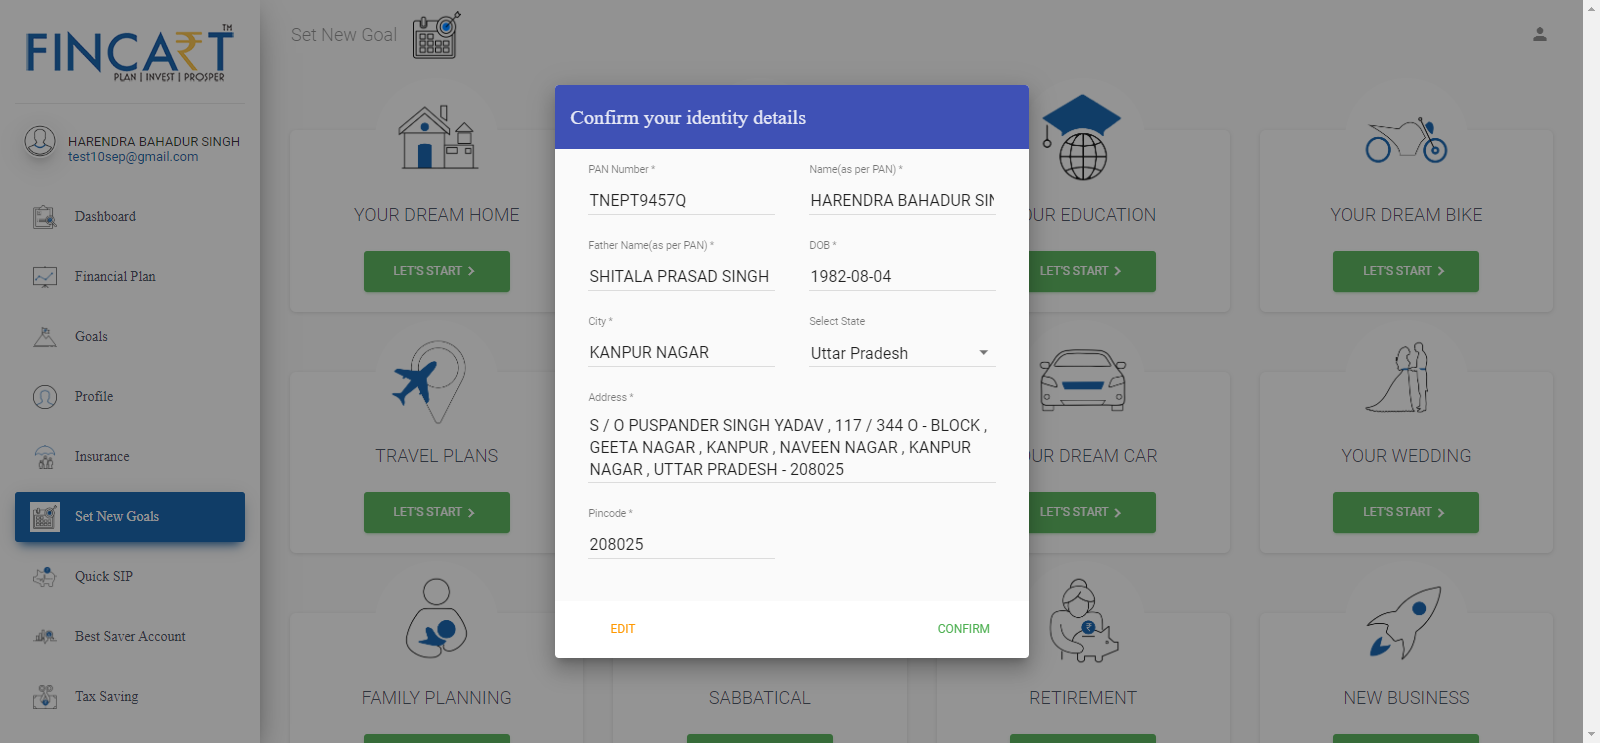 FINCART
TM
PLAN | INVEST | PROSPER
HARENDRA BAHADUR SINGH
test10sep@gmail.com
Dashboard
Financial Plan
Goals
Profile
Insurance
Set New Goals
Quick SIP
Best Saver Account
Tax Saving
Set New Goal
YOUR DREAM HOME
LET'S START
OUR EDUCATION
LET'S START
YOUR DREAM BIKE
LET'S START
TRAVEL PLANS
LET'S START
OUR DREAM CAR
LET'S START
YOUR WEDDING
LET'S START
FAMILY PLANNING
SABBATICAL
RETIREMENT
NEW BUSINESS
Confirm your identity details
PAN Number *
TNEPT9457Q
Name(as per PAN) *
HARENDRA BAHADUR SIN
Father Name(as per PAN) *
SHITALA PRASAD SINGH
DOB *
1982-08-04
City *
KANPUR NAGAR
Select State
Uttar Pradesh
Address *
S / O PUSPANDER SINGH YADAV , 117 / 344 O - BLOCK ,
GEETA NAGAR , KANPUR , NAVEEN NAGAR , KANPUR
NAGAR , UTTAR PRADESH - 208025
Pincode *
208025
EDIT
CONFIRM